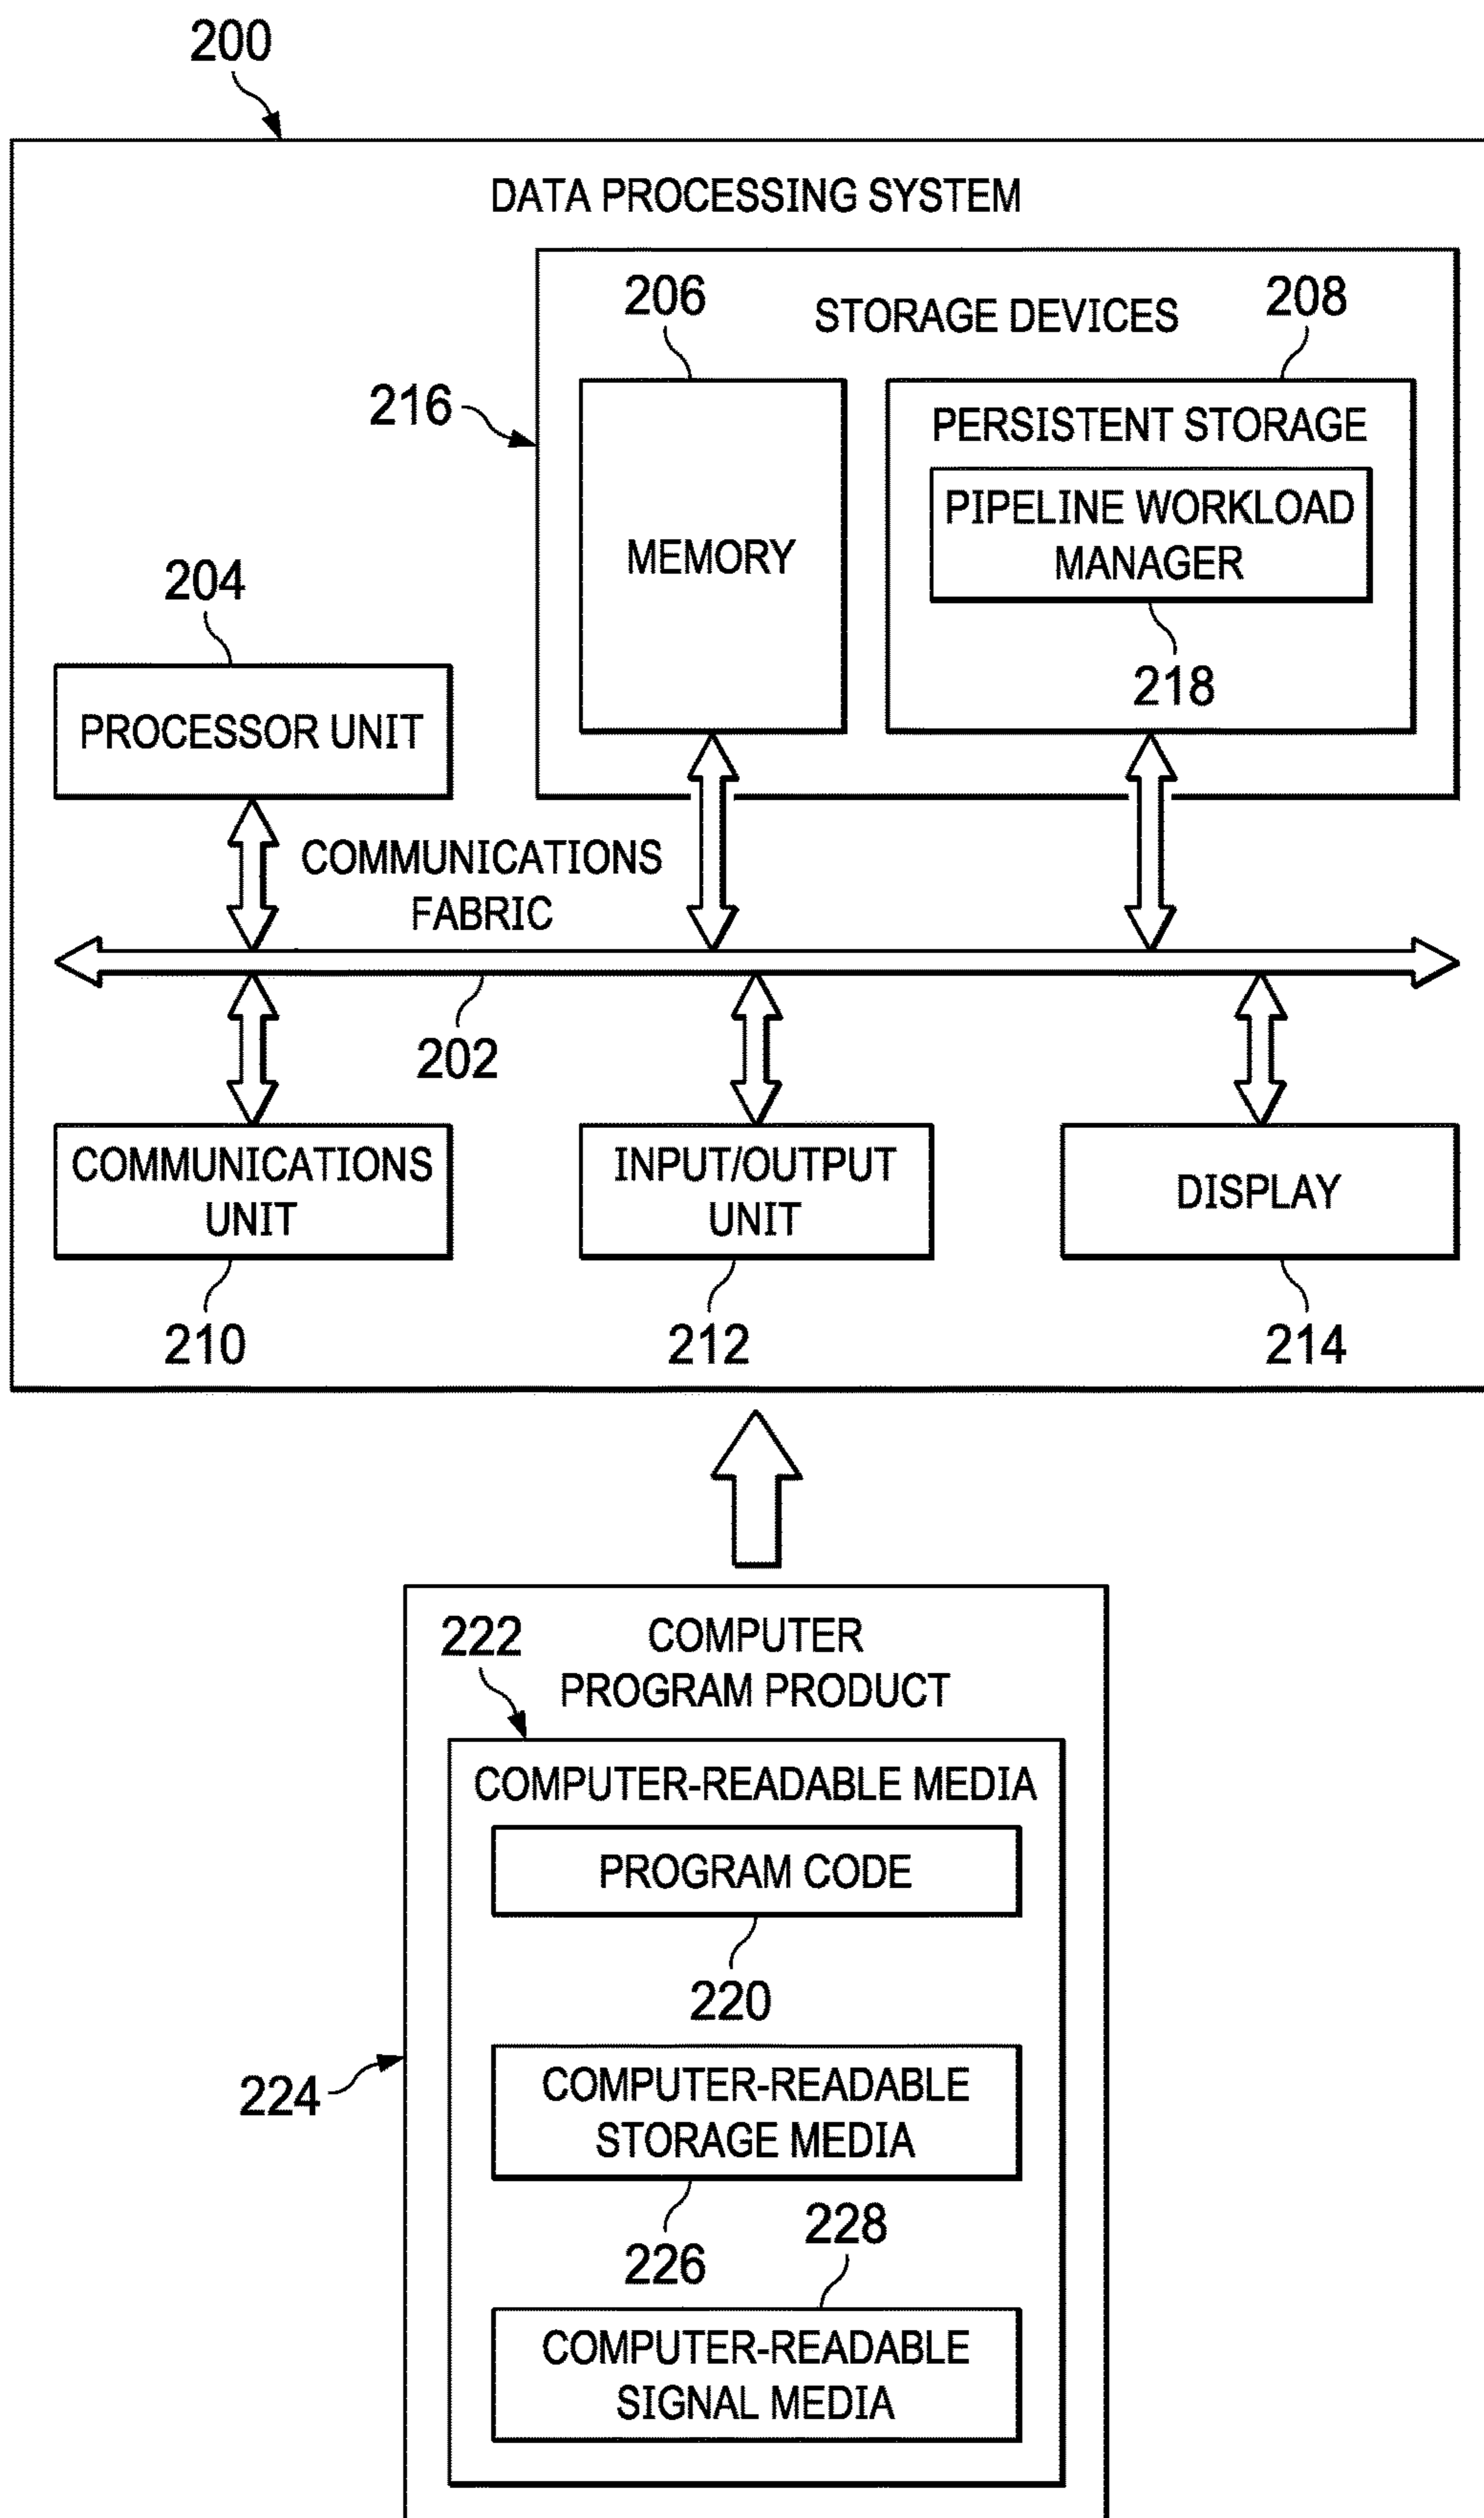 200
DATA PROCESSING SYSTEM
206
STORAGE DEVICES
208
216
PERSISTENT STORAGE
PIPELINE WORKLOAD
MANAGER
MEMORY
218
204
PROCESSOR UNIT
COMMUNICATIONS
FABRIC
202
COMMUNICATIONS
UNIT
INPUT/OUTPUT
UNIT
DISPLAY
210
212
214
222
COMPUTER
PROGRAM PRODUCT
COMPUTER-READABLE MEDIA
PROGRAM CODE
220
224
COMPUTER-READABLE
STORAGE MEDIA
226
228
COMPUTER-READABLE
SIGNAL MEDIA